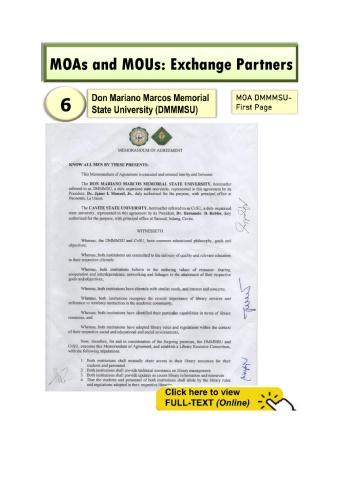 MOAs and MOUs: Exchange Partners
6
Don Mariano Marcos Memorial
State University (DMMMSU)
MOA DMMMSU-
First Page
MEMORANDUM OF AGREEMENT
KNOW ALL MEN BY THESE PRESENTS:
This Memorandum of Agreement is executed and entered into by and between:
The DON MARIANO MARCOS MEMORIAL STATE UNIVERSITY, hereinafter
referred to as DMMMSU, a duly organized state university, represented in this agreement by its
President, Dr. duly authorized for the purpose, with principal office at
Bacnotan, La Union.
The CAVITE STATE UNIVERSITY, hereinafter referred to as CvSU, a duly organized
state university, represented in this agreement by its President, Dr. Hernando D. Robles, duly
authorized for the purpose, with principal office at Indang, Cavite.
WITNESSETH
Whereas, the DMMMSU and CvSU, have common educational philosophy, goals and
objectives;
Whereas, both institutions are committed to the delivery of quality and relevant education
to their respective clientele
Whereas, both institutions believe in the enduring values of resource sharing
cooperation and interdependence, networking and linkages in the attainment of their respective
goals and objectives;
Whereas, both institutions have clientele with similar needs, and interest and concerns;
Whereas, both institutions recognize the crucial importance of library services and
reference to instruction in the academic community;
Whereas, both institutions have identified their particular capabilities in terms of library
resources, and
Whereas, both institutions have adopted library rules and regulations within the context
of their respective social and educational and social environments;
Now, therefore, for and in consideration of the foregoing premises, the DMMMSU and
CvSU, execute this Memorandum of Agreement, and establish a Library Resource Consortium,
with the following stipulations:
1. Both institutions shall mutually share access to their library resources for their
students and personnel
2. Both institutions shall provide technical assistance on library management
3. Both institutions shall provide updates on recent library information and resources
4. That the students and personnel of both institutions shall abide by the library rules
and regulations adopted in their respective
Click here to view
FULL-TEXT (Online)